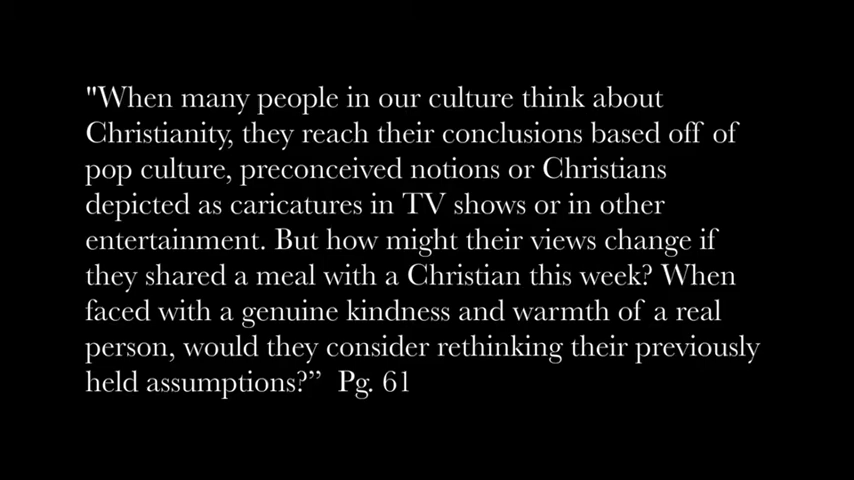 "When many people in our culture think about
Christianity, they reach their conclusions based off of
pop culture, preconceived notions or Christians
depicted as caricatures in TV shows or in other
entertainment. But how might their views change if
they shared a meal with a Christian this week? When
faced with a genuine kindness and warmth of a real
person, would they consider rethinking their previously
held assumptions?” Pg. 61